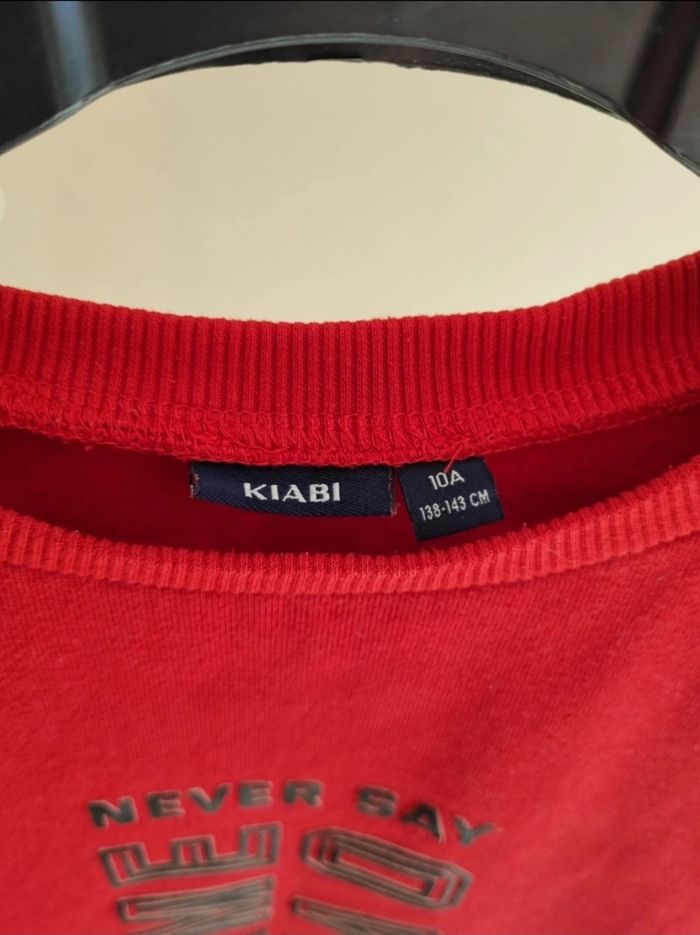 KIABI
10A
138-143 CM
NEVER SAY